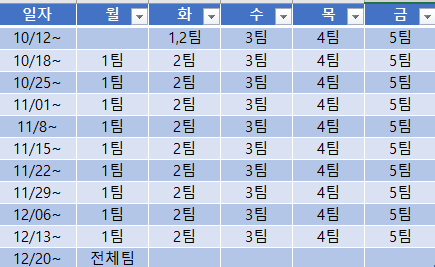 일자 월 화 수 목 금
10/12~ 1,2팀 3팀 4팀 5팀
10/18~ 1팀 2팀 3팀 4팀 5팀
10/25~ 1팀 2팀 3팀 4팀 5팀
11/01~ 1팀 2팀 3팀 4팀 5팀
11/8~ 1팀 2팀 3팀 4팀 5팀
11/15~ 1팀 2팀 3팀 4팀 5팀
11/22~ 1팀 2팀 3팀 4팀 5팀
11/29~ 1팀 2팀 3팀 4팀 5팀
12/06~ 1팀 2팀 3팀 4팀 5팀
12/13~ 1팀 2팀 3팀 4팀 5팀
12/20~ 전체팀